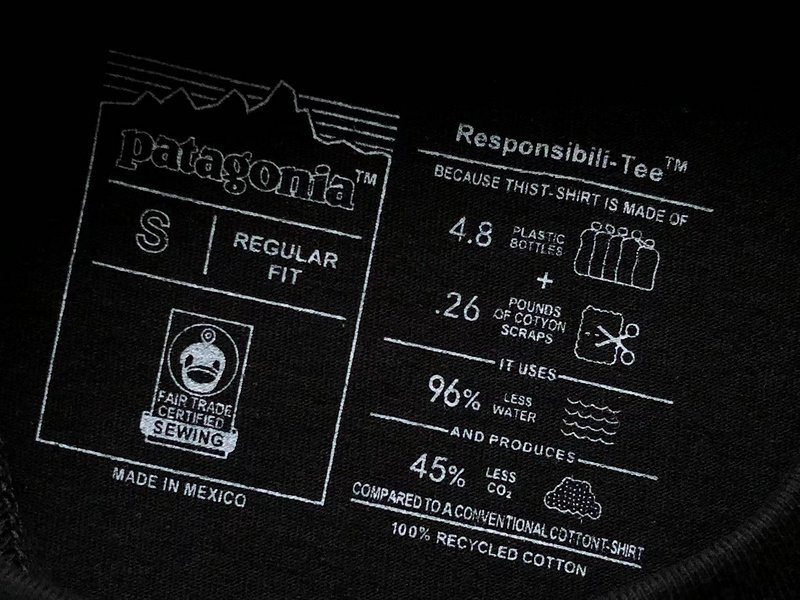 patagonia™
S
REGULAR
FIT
FAIR TRADE
CERTIFIED
SEWING
MADE IN MEXICO
Responsibili-Tee™
BECAUSE THIS T-SHIRT IS MADE OF
4.8 PLASTIC
BOTTLES
+
.26 POUNDS
OF COTYON
SCRAPS
IT USES
96% LESS
WATER
AND PRODUCES
45% LESS
CO₂
COMPARED TO A CONVENTIONAL COTTON T-SHIRT
100% RECYCLED COTTON